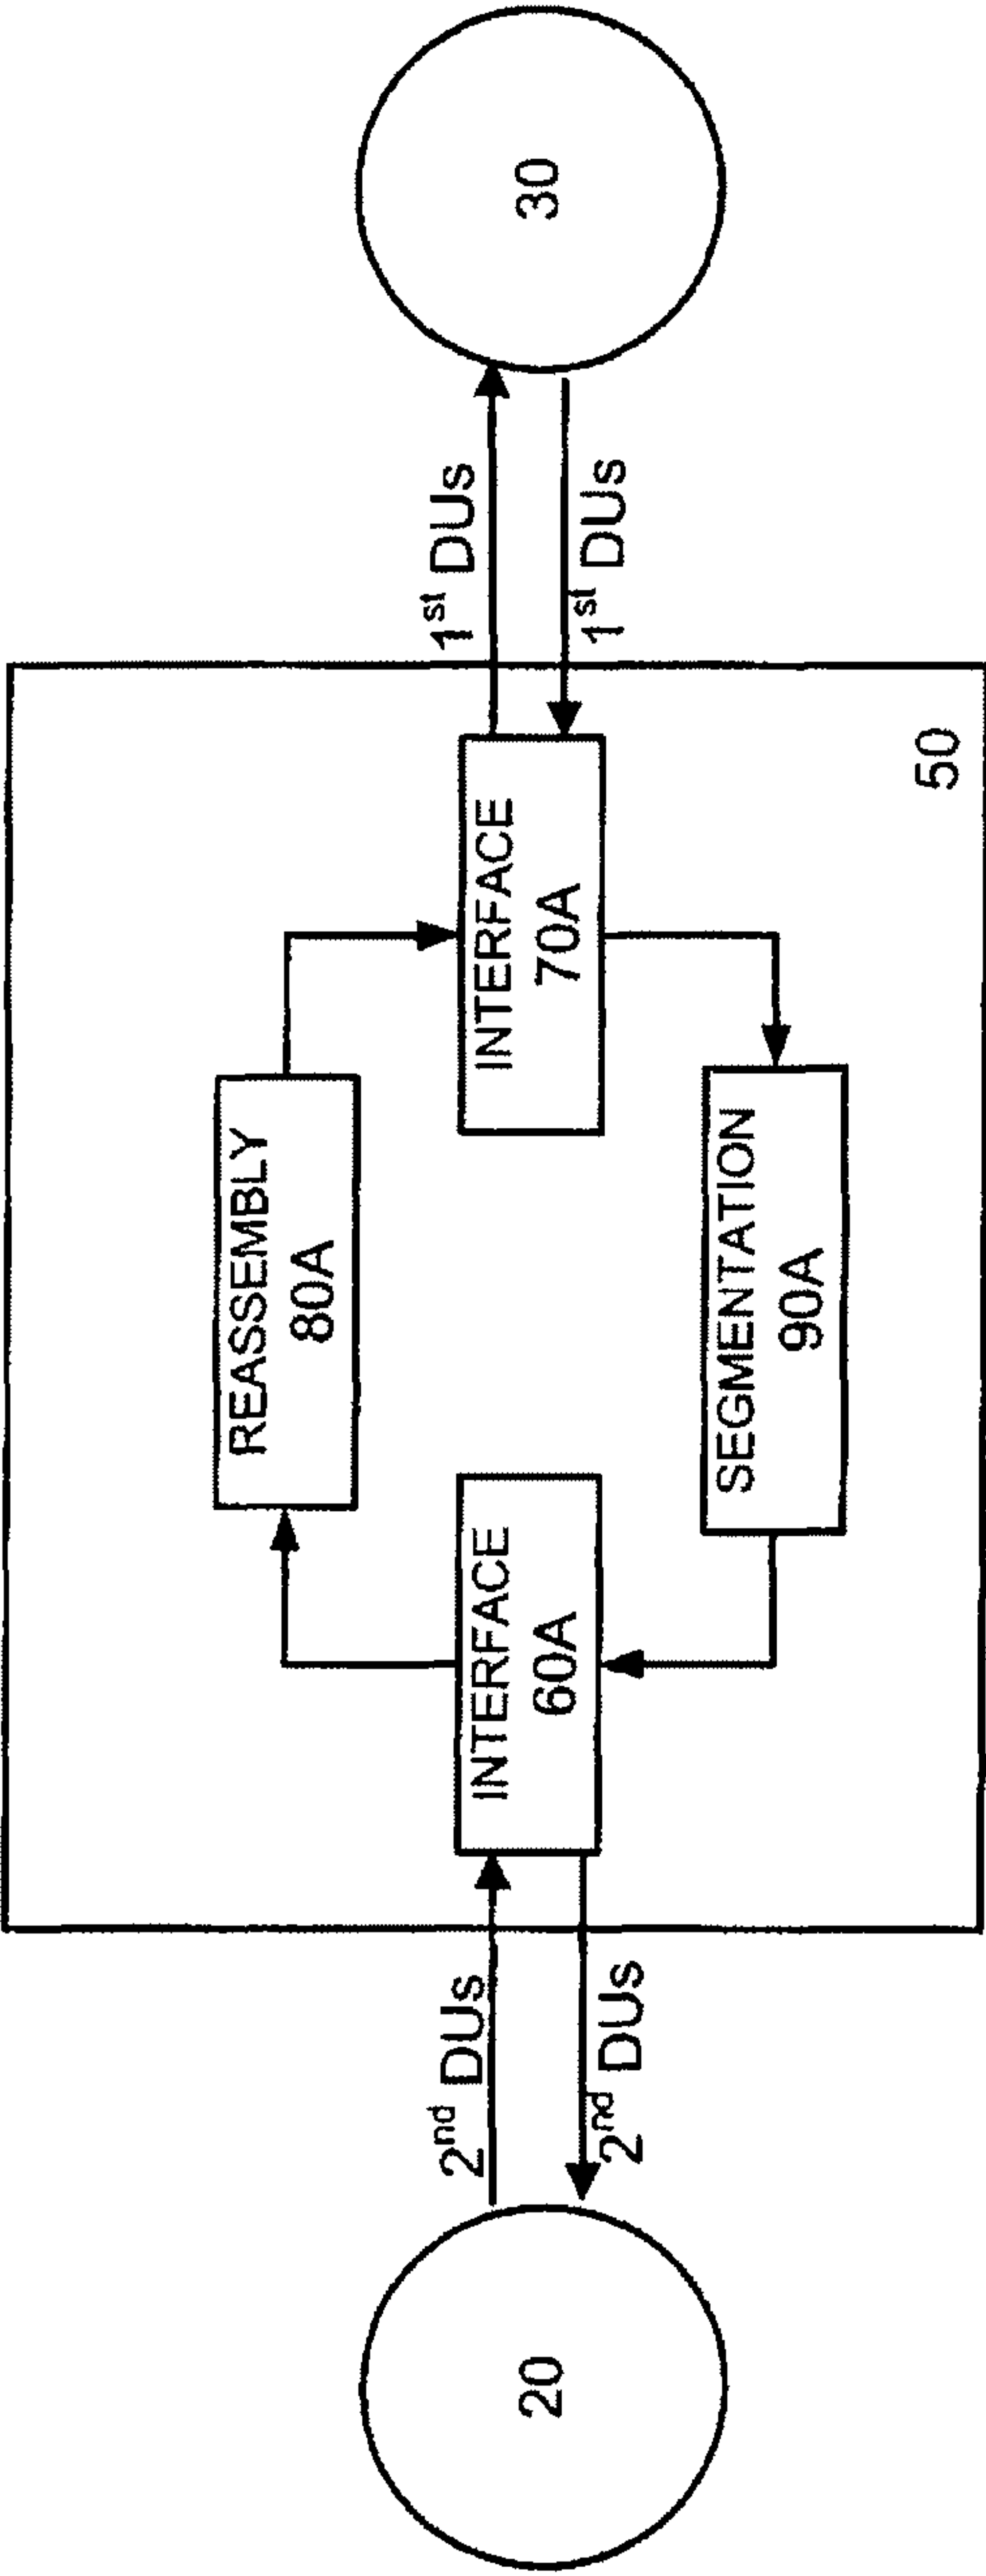 REASSEMBLY
80A
2nd DUs
1st DUs
20
INTERFACE
60A
INTERFACE
70A
30
2nd DUs
1st DUs
SEGMENTATION
90A
50